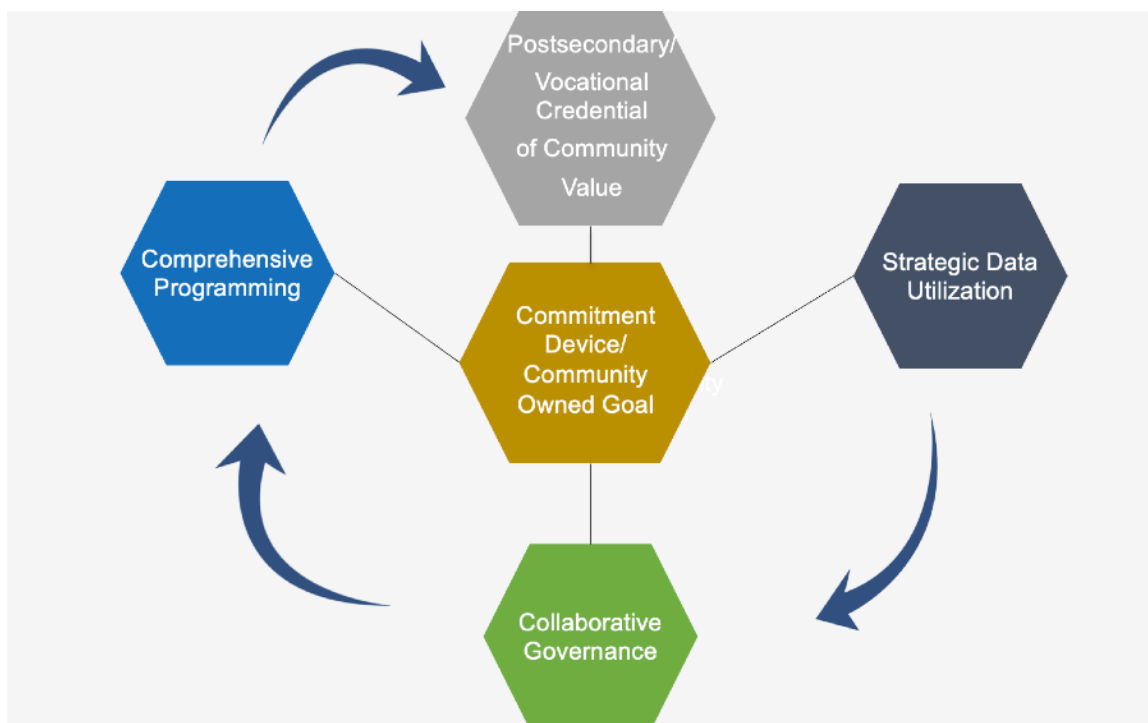 Postsecondary/
Vocational
Credential
of Community
Value
Comprehensive
Programming
Strategic Data
Utilization
Commitment
Device/
Community
Owned Goal
Collaborative
Governance